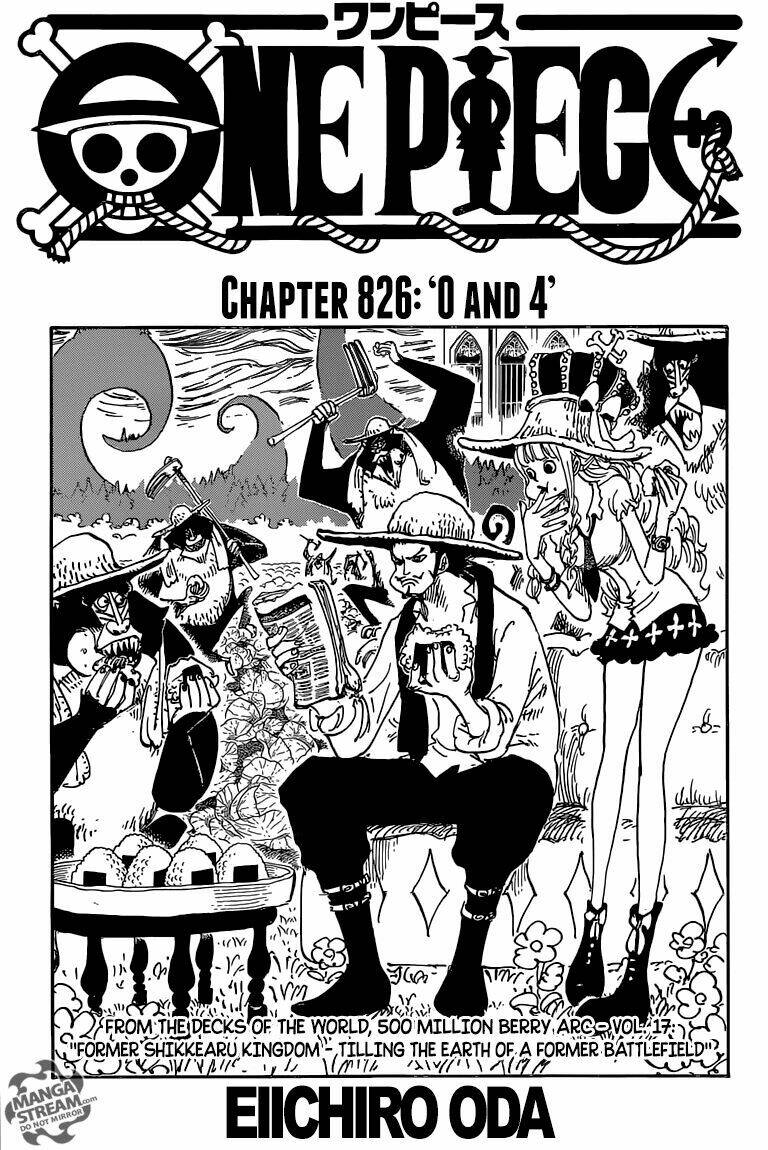 ワンピース
ONE PIECE
CHAPTER 826: ‘0 AND 4’
FROM THE DECKS OF THE WORLD, 500 MILLION BERRY ARC - VOL. 17:
"FORMER SHIKKEARU KINGDOM - TILLING THE EARTH OF A FORMER BATTLEFIELD"
MANGA
STREAM.com
DO NOT MIRROR
EIICHIRO ODA